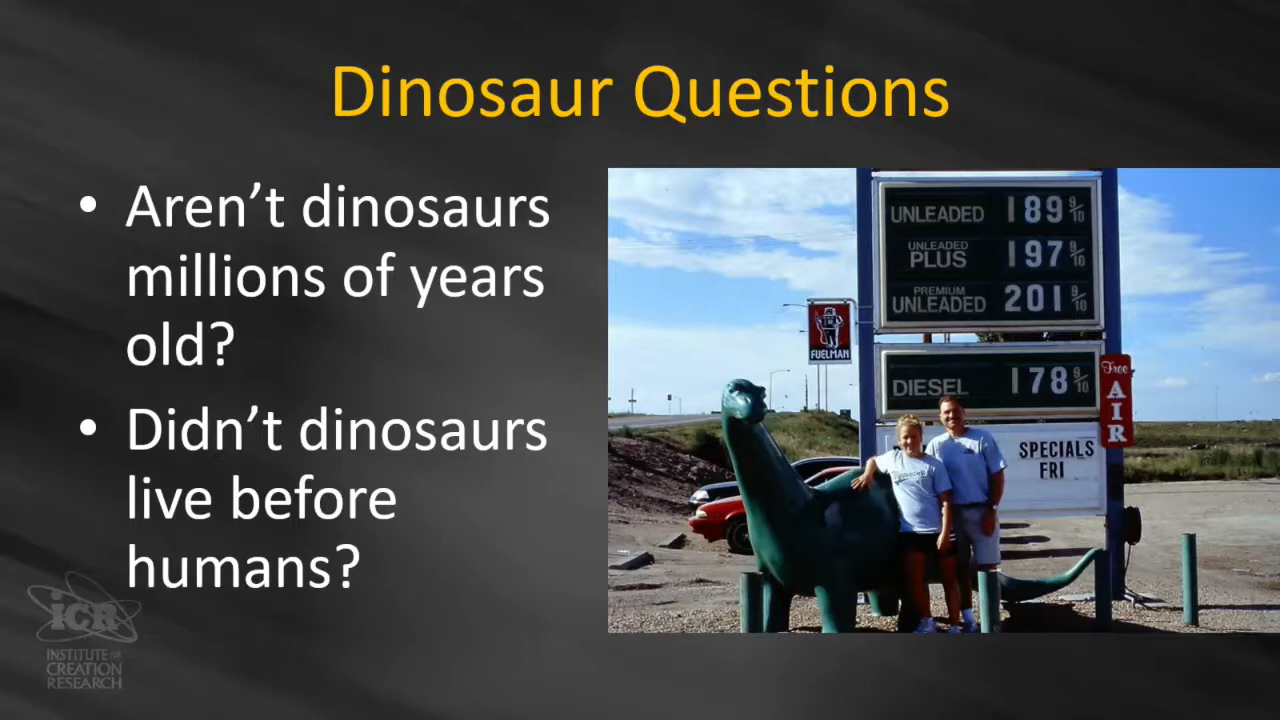 Dinosaur Questions
• Aren’t dinosaurs
millions of years
old?
• Didn’t dinosaurs
live before
humans?
UNLEADED 189 9/10
UNLEADED
PLUS 197 9/10
PREMIUM
UNLEADED 201 9/10
FUELMAN
DIESEL 178 9/10
Free
AIR
SPECIALS
FRI
iCR
INSTITUTE for
CREATION
RESEARCH